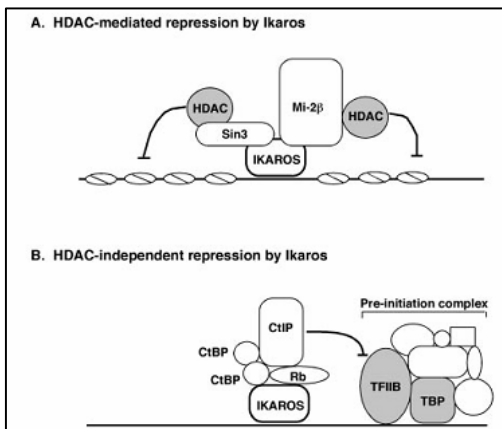 A. HDAC-mediated repression by Ikaros
HDAC
Mi-2β
HDAC
Sin3
IKAROS
B. HDAC-independent repression by Ikaros
Pre-initiation complex
CtIP
CtBP
CtBP
Rb
TFIIB
TBP
IKAROS